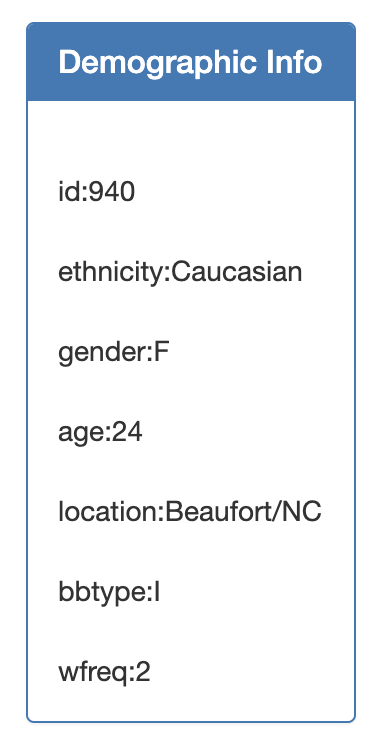 Demographic Info
id:940
ethnicity:Caucasian
gender:F
age:24
location:Beaufort/NC
bbtype:I
wfreq:2